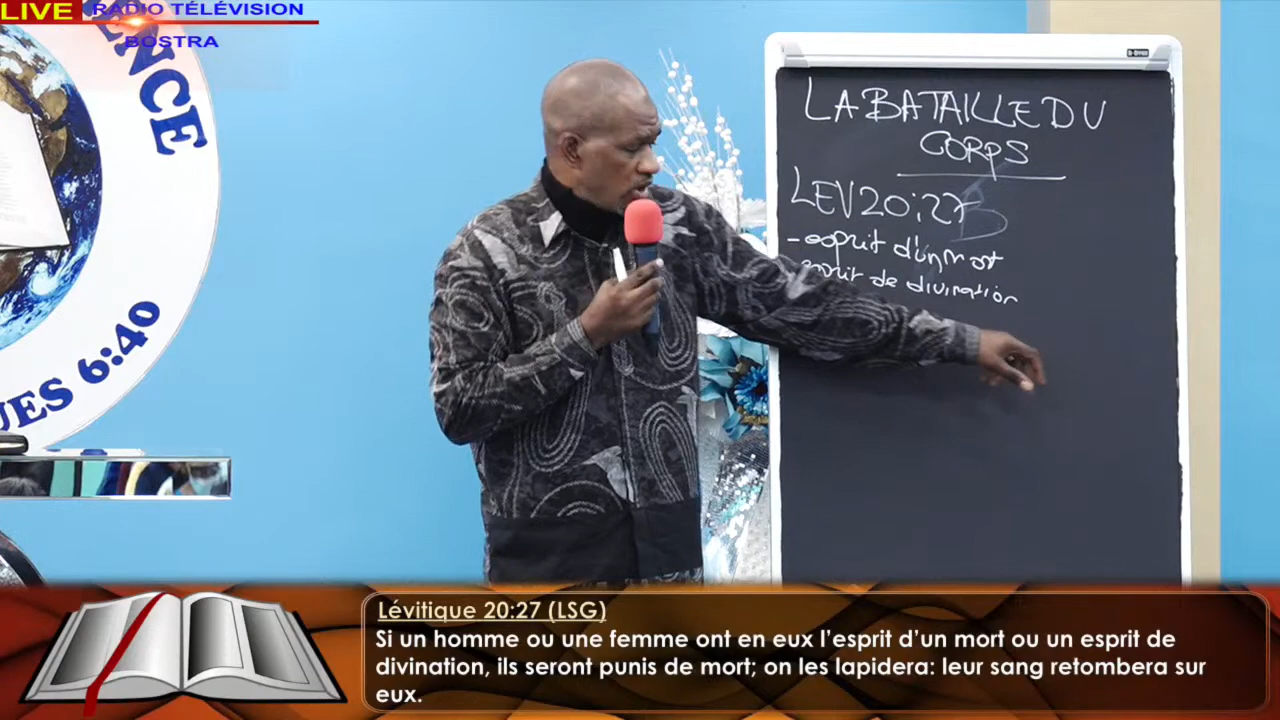 LIVE
RADIO TÉLÉVISION
BOSTRA
ENCE
UES 6:40
LA BATAILLE DU
CORPS
LEV 20:27
- esprit d'un mort
esprit de divination
Lévitique 20:27 (LSG)
Si un homme ou une femme ont en eux l’esprit d’un mort ou un esprit de
divination, ils seront punis de mort; on les lapidera: leur sang retombera sur
eux.